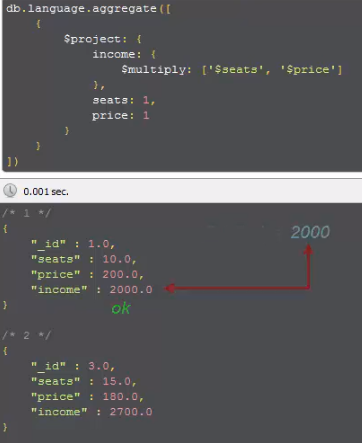 db.language.aggregate([
{
$project: {
income: {
$multiply: ['$seats', '$price']
},
seats: 1,
price: 1
}
}
])
0.001 sec.
/* 1 */
2000
{
"_id" : 1.0,
"seats" : 10.0,
"price" : 200.0,
"income" : 2000.0
}
ok
/* 2 */
{
"_id" : 3.0,
"seats" : 15.0,
"price" : 180.0,
"income" : 2700.0
}